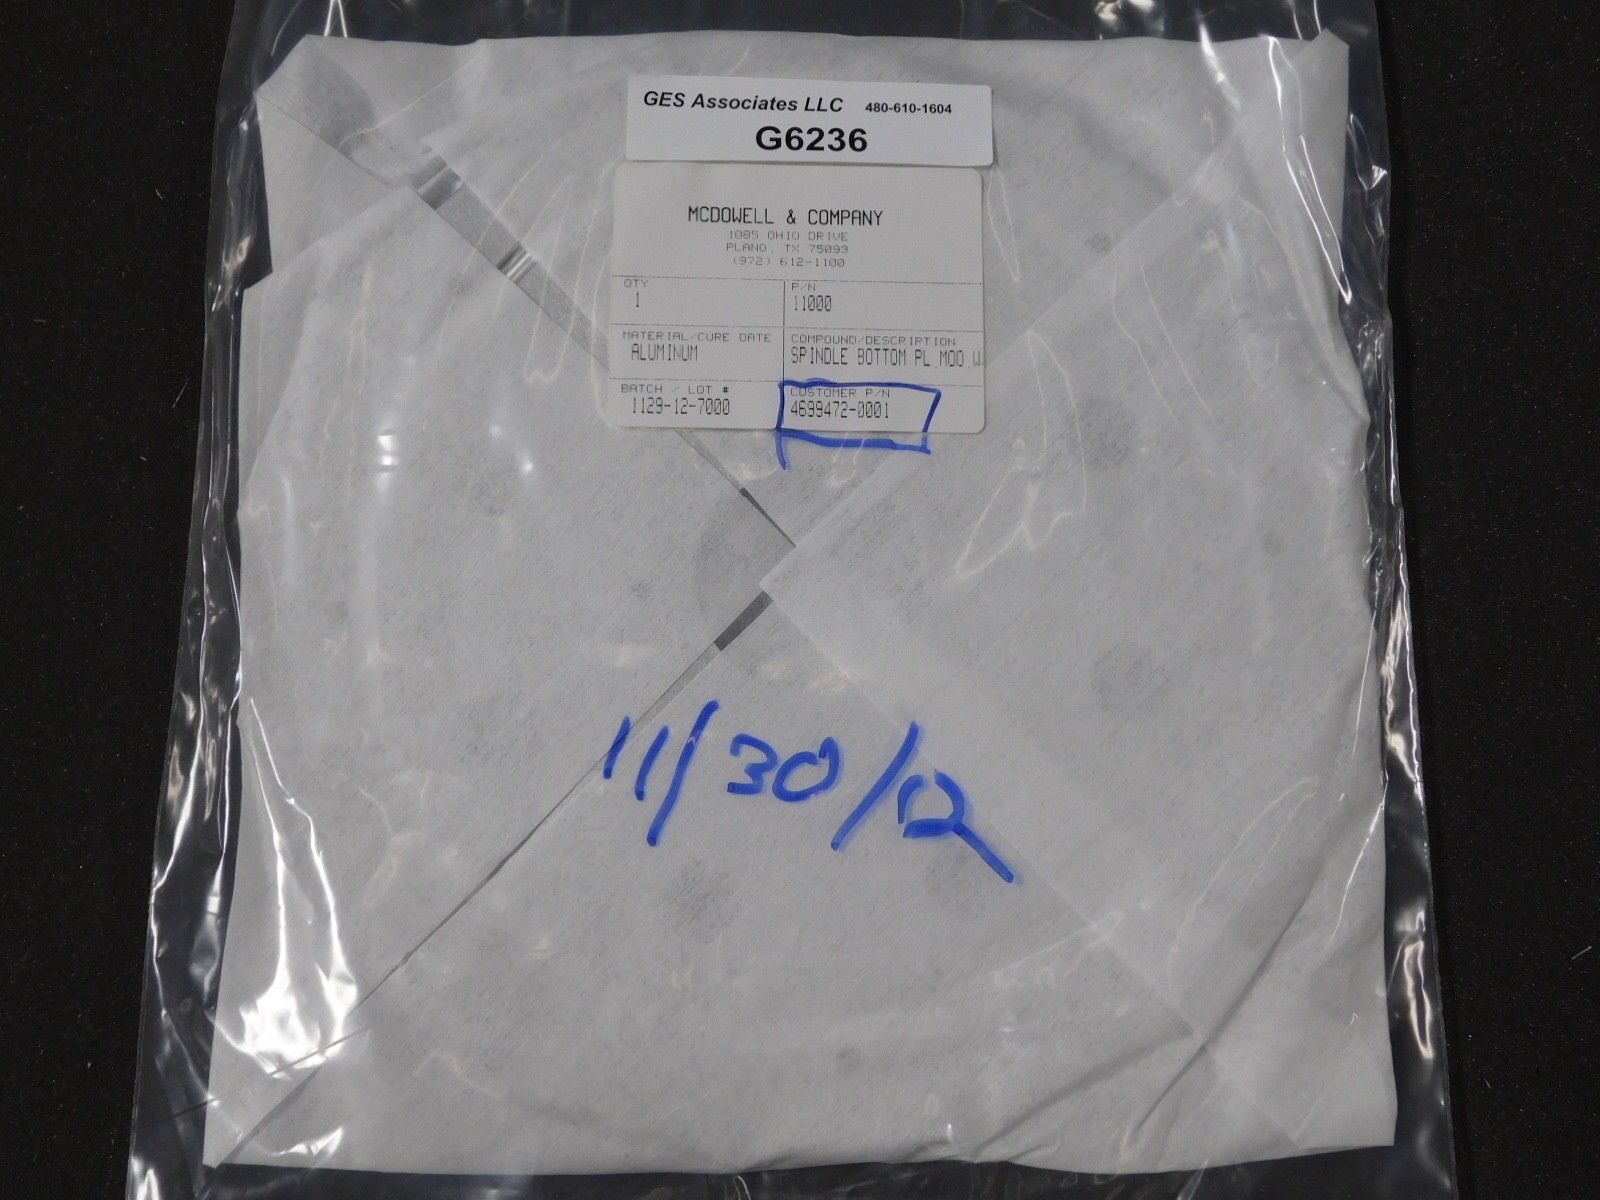 GES Associates LLC 480-610-1604
G6236
MCDOWELL & COMPANY
1085 OHIO DRIVE
PLANO, TX 75093
(972) 612-1100
QTY
1
P/N
11000
MATERIAL/CURE DATE
ALUMINUM
COMPOUND/DESCRIPTION
SPINDLE BOTTOM PL MOD W
BATCH / LOT #
1129-12-7000
CUSTOMER P/N
4699472-0001
11/30/12